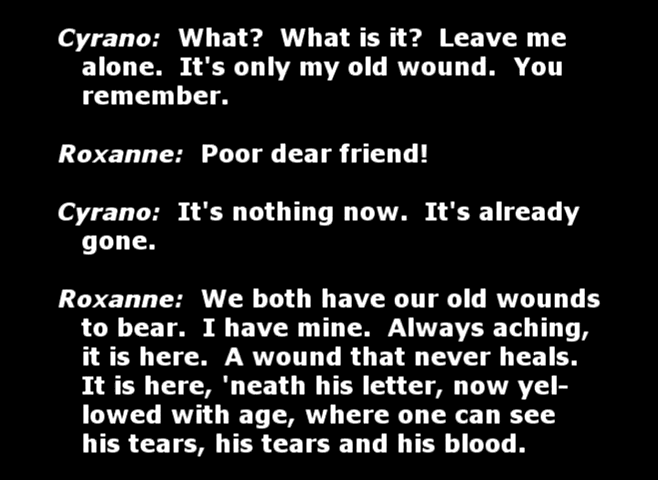 Cyrano: What? What is it? Leave me
alone. It's only my old wound. You
remember.
Roxanne: Poor dear friend!
Cyrano: It's nothing now. It's already
gone.
Roxanne: We both have our old wounds
to bear. I have mine. Always aching,
it is here. A wound that never heals.
It is here, 'neath his letter, now yel-
lowed with age, where one can see
his tears, his tears and his blood.